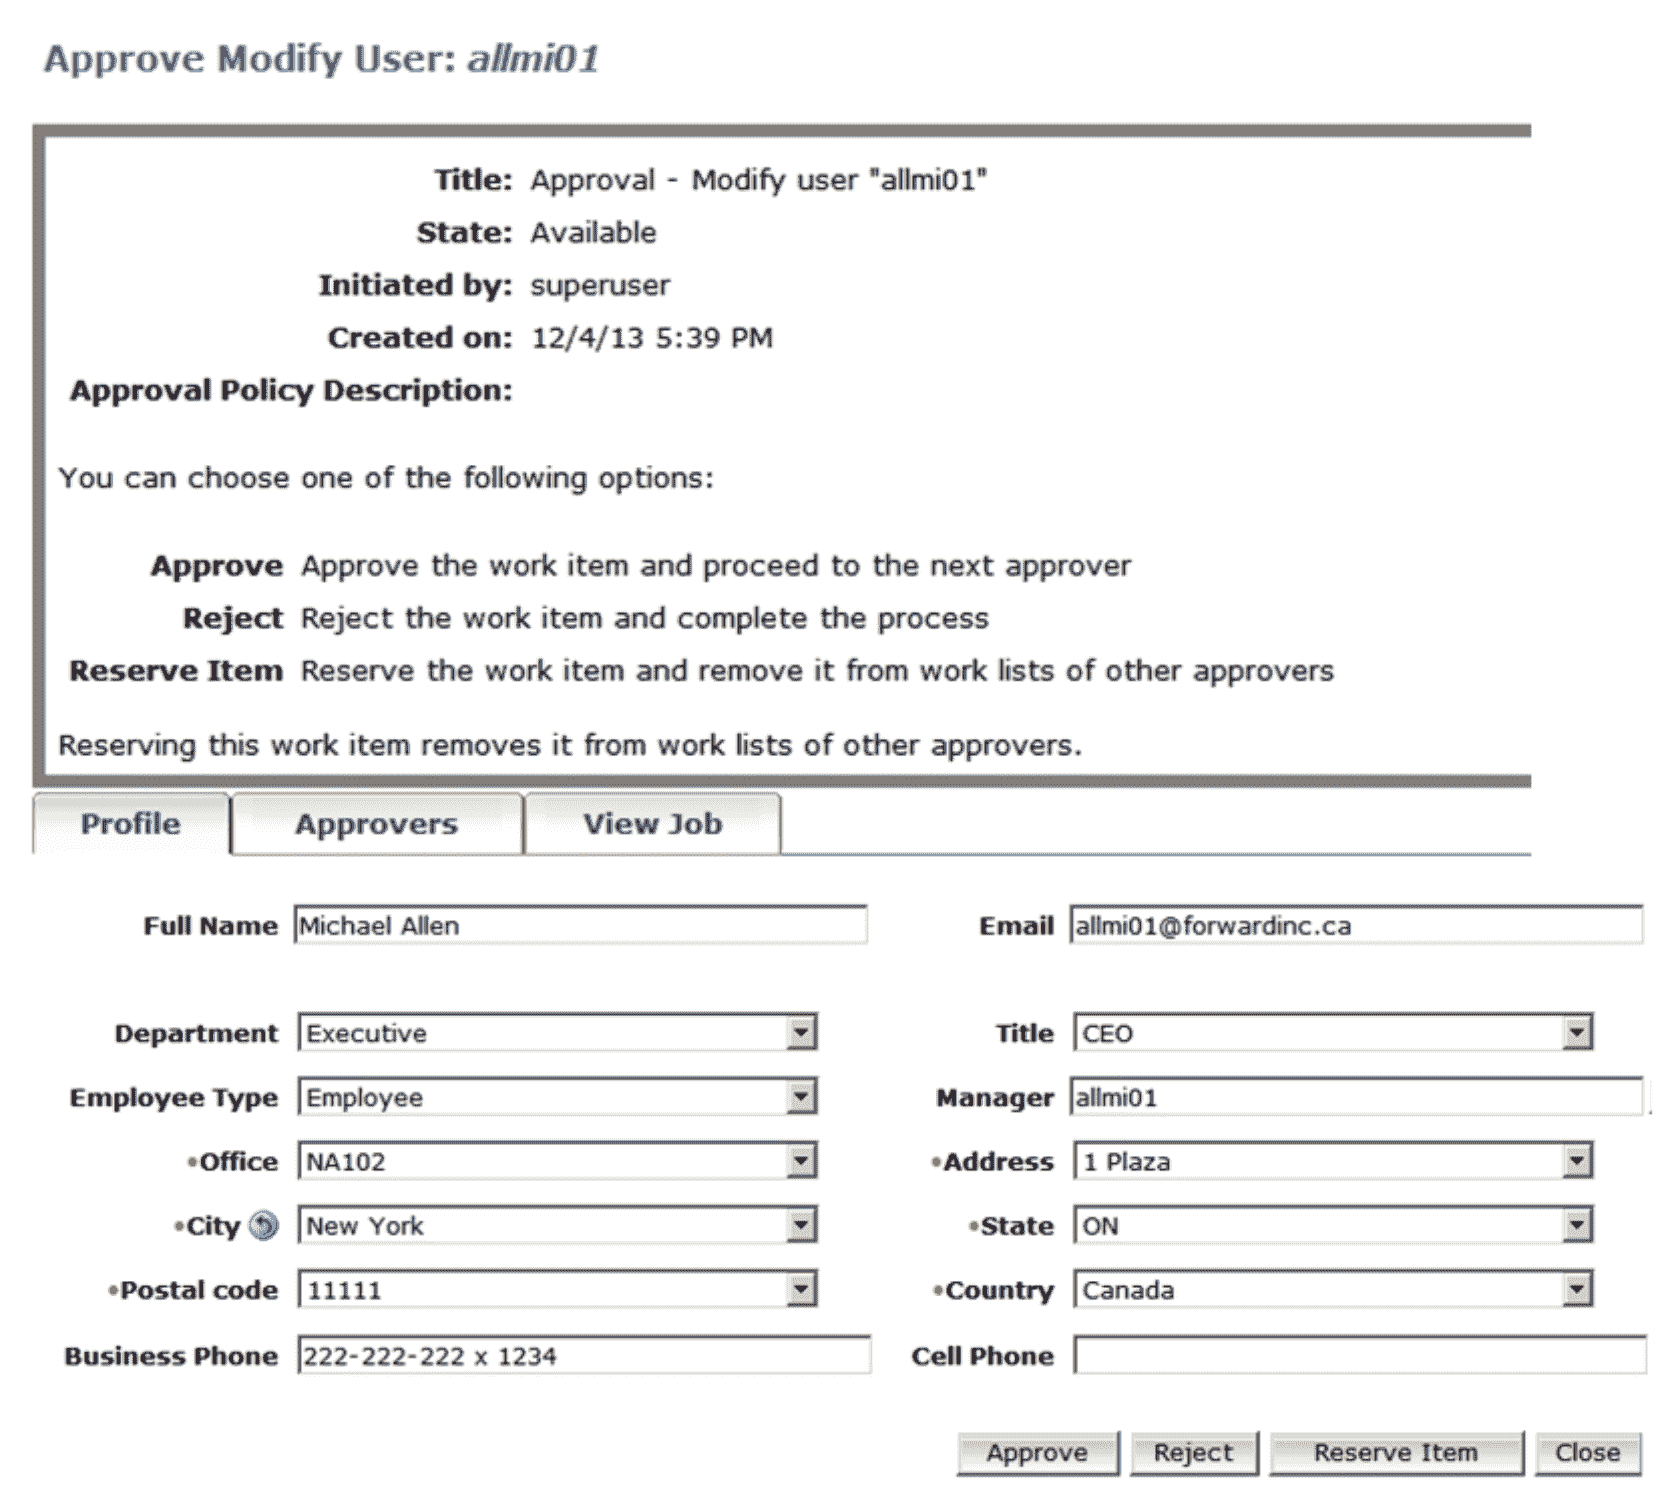 Approve Modify User: allmi01
Title: Approval - Modify user "allmi01"
State: Available
Initiated by: superuser
Created on: 12/4/13 5:39 PM
Approval Policy Description:
You can choose one of the following options:
Approve Approve the work item and proceed to the next approver
Reject Reject the work item and complete the process
Reserve Item Reserve the work item and remove it from work lists of other approvers
Reserving this work item removes it from work lists of other approvers.
Profile Approvers View Job
Full Name Michael Allen Email allmi01@forwardinc.ca
Department Executive Title CEO
Employee Type Employee Manager allmi01
•Office NA102 •Address 1 Plaza
•City New York •State ON
•Postal code 11111 •Country Canada
Business Phone 222-222-222 x 1234 Cell Phone
Approve Reject Reserve Item Close